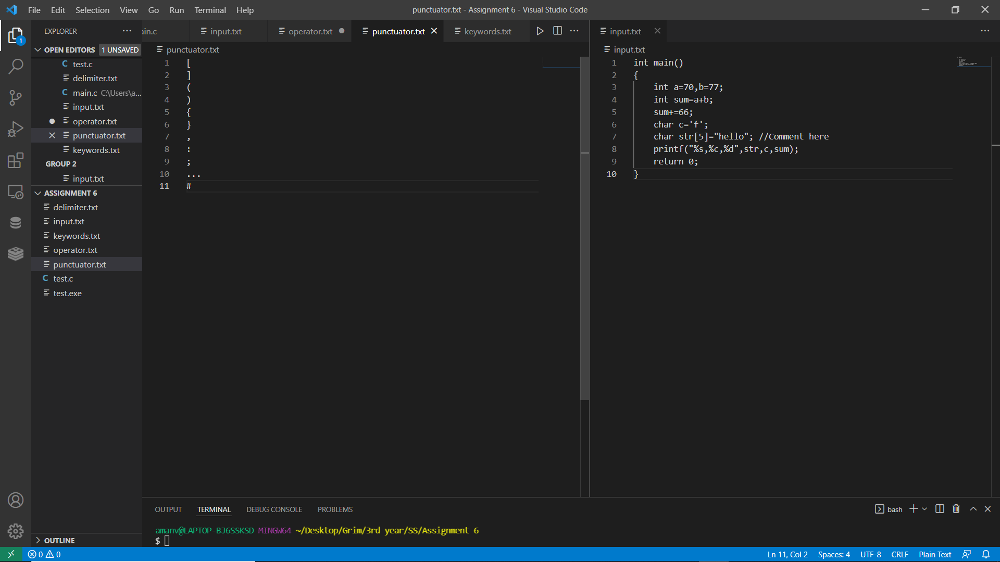 File Edit Selection View Go Run Terminal Help
punctuator.txt - Assignment 6 - Visual Studio Code
EXPLORER
OPEN EDITORS 1 UNSAVED
test.c
delimiter.txt
main.c C:\Users\a...
input.txt
operator.txt
punctuator.txt
keywords.txt
GROUP 2
input.txt
ASSIGNMENT 6
delimiter.txt
input.txt
keywords.txt
operator.txt
punctuator.txt
test.c
test.exe
OUTLINE
1
ain.c input.txt operator.txt punctuator.txt keywords.txt
punctuator.txt
1 [
2 ]
3 (
4 )
5 {
6 }
7 ,
8 :
9 ;
10 ...
11 #
input.txt
input.txt
1 int main()
2 {
3 int a=70,b=77;
4 int sum=a+b;
5 sum+=66;
6 char c='f';
7 char str[5]="hello"; //Comment here
8 printf("%s,%c,%d",str,c,sum);
9 return 0;
10 }
OUTPUT TERMINAL DEBUG CONSOLE PROBLEMS
bash
amanv@LAPTOP-BJ6SSKSD MINGW64 ~/Desktop/Grim/3rd year/SS/Assignment 6
$
0 0
Ln 11, Col 2 Spaces: 4 UTF-8 CRLF Plain Text